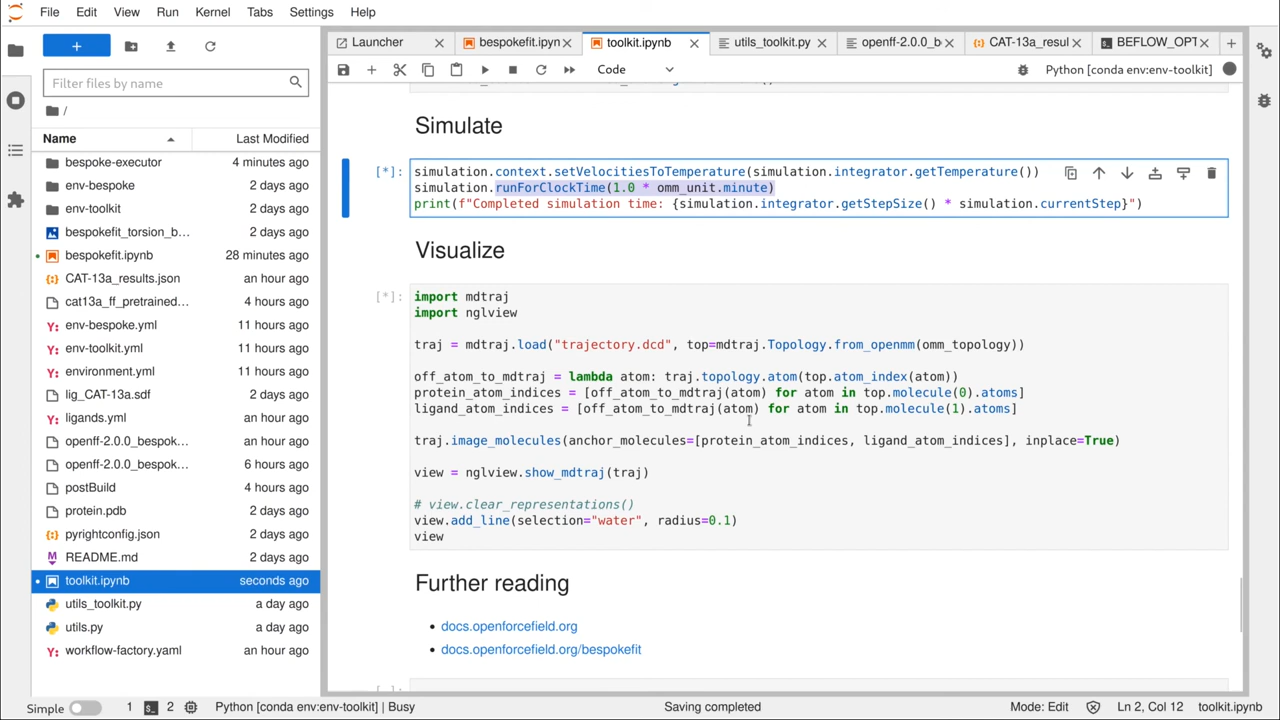 File Edit View Run Kernel Tabs Settings Help
Launcher
bespokefit.ipyn
toolkit.ipynb
utils_toolkit.py
openff-2.0.0_b
CAT-13a_resul
BEFLOW_OPT
Filter files by name
Code
Python [conda env:env-toolkit]
/
Name Last Modified
bespoke-executor 4 minutes ago
env-bespoke 2 days ago
env-toolkit 2 days ago
bespokefit_torsion_b... 2 days ago
bespokefit.ipynb 28 minutes ago
CAT-13a_results.json an hour ago
cat13a_ff_pretrained... 4 hours ago
env-bespoke.yml 11 hours ago
env-toolkit.yml 11 hours ago
environment.yml 11 hours ago
lig_CAT-13a.sdf 2 days ago
ligands.yml 2 days ago
openff-2.0.0_bespok... an hour ago
openff-2.0.0_bespok... 6 hours ago
postBuild 4 hours ago
protein.pdb 2 days ago
pyrightconfig.json 2 days ago
README.md 2 days ago
toolkit.ipynb seconds ago
utils_toolkit.py a day ago
utils.py a day ago
workflow-factory.yaml an hour ago
Simulate
[*]:
simulation.context.setVelocitiesToTemperature(simulation.integrator.getTemperature())
simulation.runForClockTime(1.0 * omm_unit.minute)
print(f"Completed simulation time: {simulation.integrator.getStepSize() * simulation.currentStep}")
Visualize
[*]:
import mdtraj
import nglview
traj = mdtraj.load("trajectory.dcd", top=mdtraj.Topology.from_openmm(omm_topology))
off_atom_to_mdtraj = lambda atom: traj.topology.atom(top.atom_index(atom))
protein_atom_indices = [off_atom_to_mdtraj(atom) for atom in top.molecule(0).atoms]
ligand_atom_indices = [off_atom_to_mdtraj(atom) for atom in top.molecule(1).atoms]
traj.image_molecules(anchor_molecules=[protein_atom_indices, ligand_atom_indices], inplace=True)
view = nglview.show_mdtraj(traj)
# view.clear_representations()
view.add_line(selection="water", radius=0.1)
view
Further reading
• docs.openforcefield.org
• docs.openforcefield.org/bespokefit
[ ]:
Simple 1 2 Python [conda env:env-toolkit] | Busy Saving completed Mode: Edit Ln 2, Col 12 toolkit.ipynb